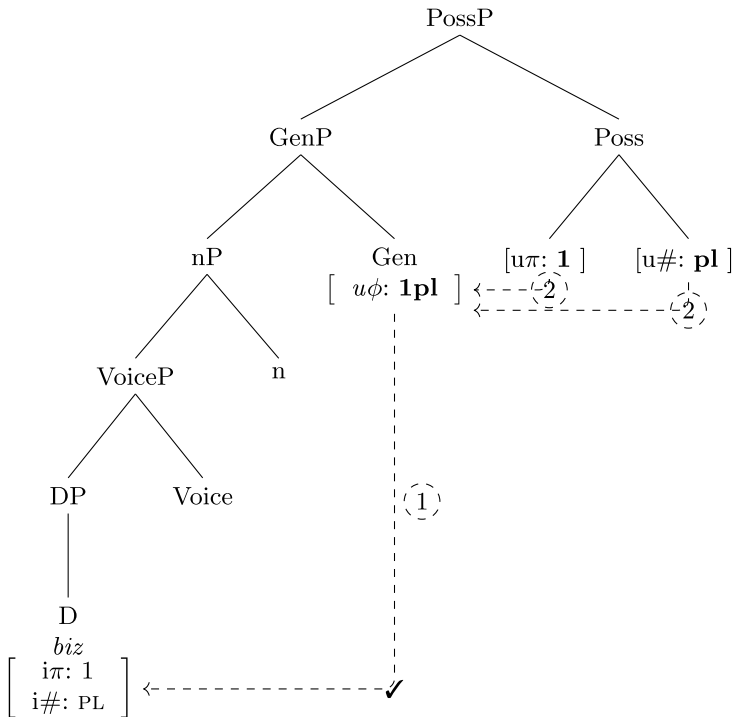 PossP
GenP Poss
nP Gen [uπ: 1 ] [u#: pl ]
[ uϕ: 1pl ] 2
2
VoiceP n
DP Voice
1
D
biz
iπ: 1
i#: PL ✓